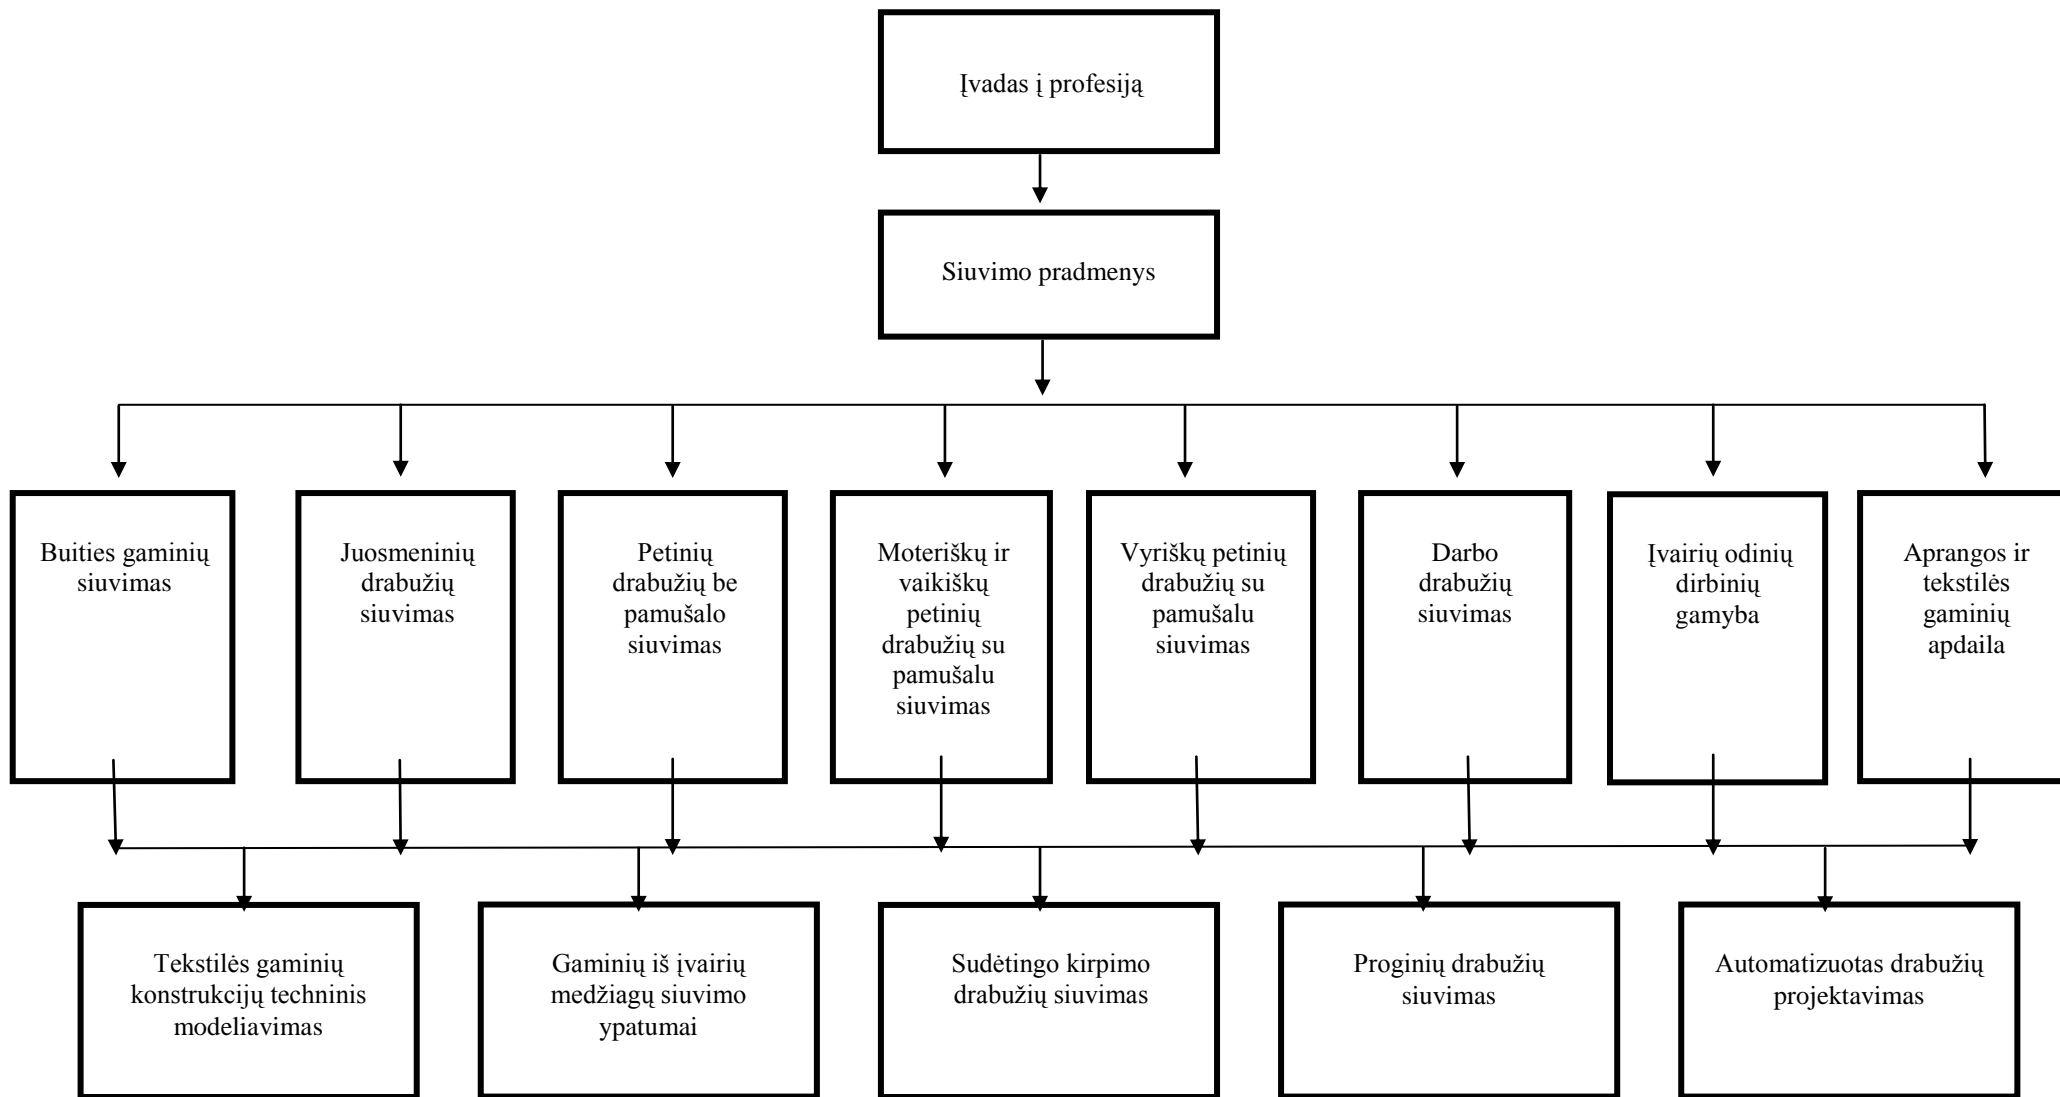 Įvadas į profesiją
Siuvimo pradmenys
Buities gaminių
siuvimas
Juosmeninių
drabužių
siuvimas
Petinių
drabužių be
pamušalo
siuvimas
Moteriškų ir
vaikiškų
petinių
drabužių su
pamušalu
siuvimas
Vyriškų petinių
drabužių su
pamušalu
siuvimas
Darbo
drabužių
siuvimas
Įvairių odinių
dirbinių
gamyba
Aprangos ir
tekstilės
gaminių
apdaila
Tekstilės gaminių
konstrukcijų techninis
modeliavimas
Gaminių iš įvairių
medžiagų siuvimo
ypatumai
Sudėtingo kirpimo
drabužių siuvimas
Proginių drabužių
siuvimas
Automatizuotas drabužių
projektavimas